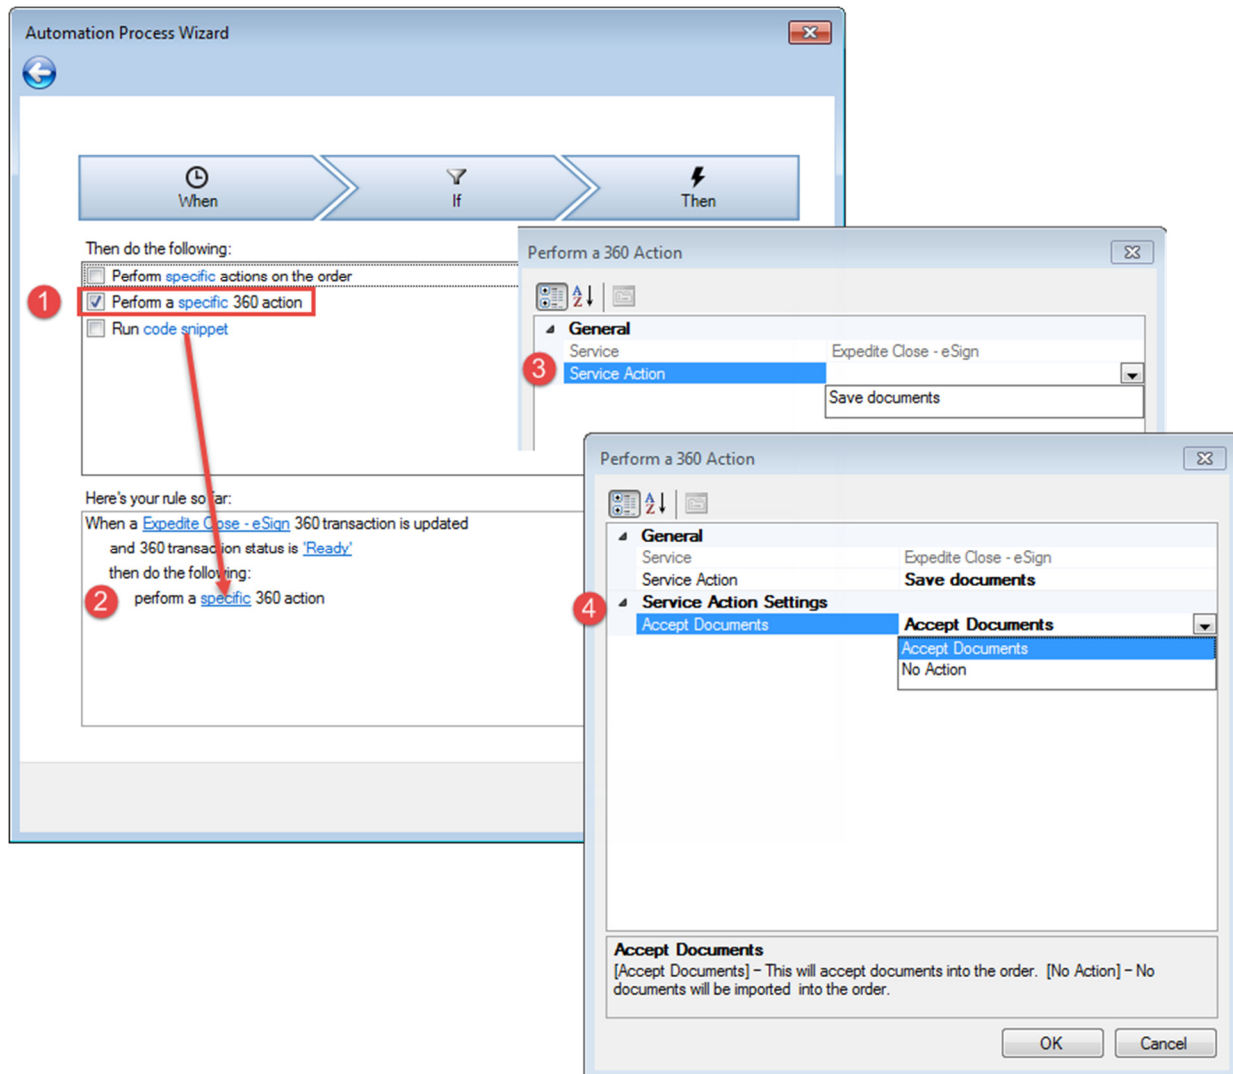 Automation Process Wizard
When
If
Then
Then do the following:
Perform specific actions on the order
1
Perform a specific 360 action
Run code snippet
Here's your rule so far:
When a Expedite Close - eSign 360 transaction is updated
and 360 transaction status is 'Ready'
then do the following:
2
perform a specific 360 action
Perform a 360 Action
General
Service
Expedite Close - eSign
3
Service Action
Save documents
Perform a 360 Action
General
Service
Expedite Close - eSign
Service Action
Save documents
4
Service Action Settings
Accept Documents
Accept Documents
Accept Documents
No Action
Accept Documents
[Accept Documents] – This will accept documents into the order. [No Action] – No
documents will be imported into the order.
OK
Cancel